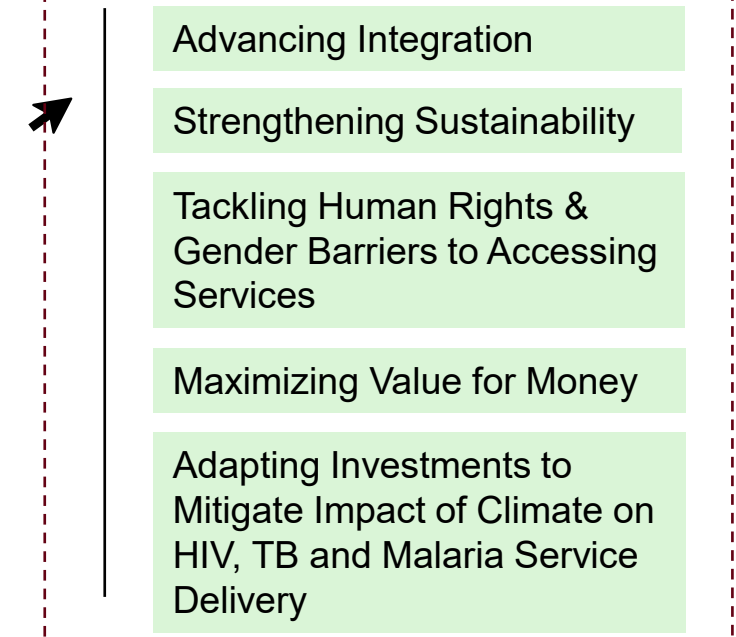 Advancing Integration
Strengthening Sustainability
Tackling Human Rights &
Gender Barriers to Accessing
Services
Maximizing Value for Money
Adapting Investments to
Mitigate Impact of Climate on
HIV, TB and Malaria Service
Delivery